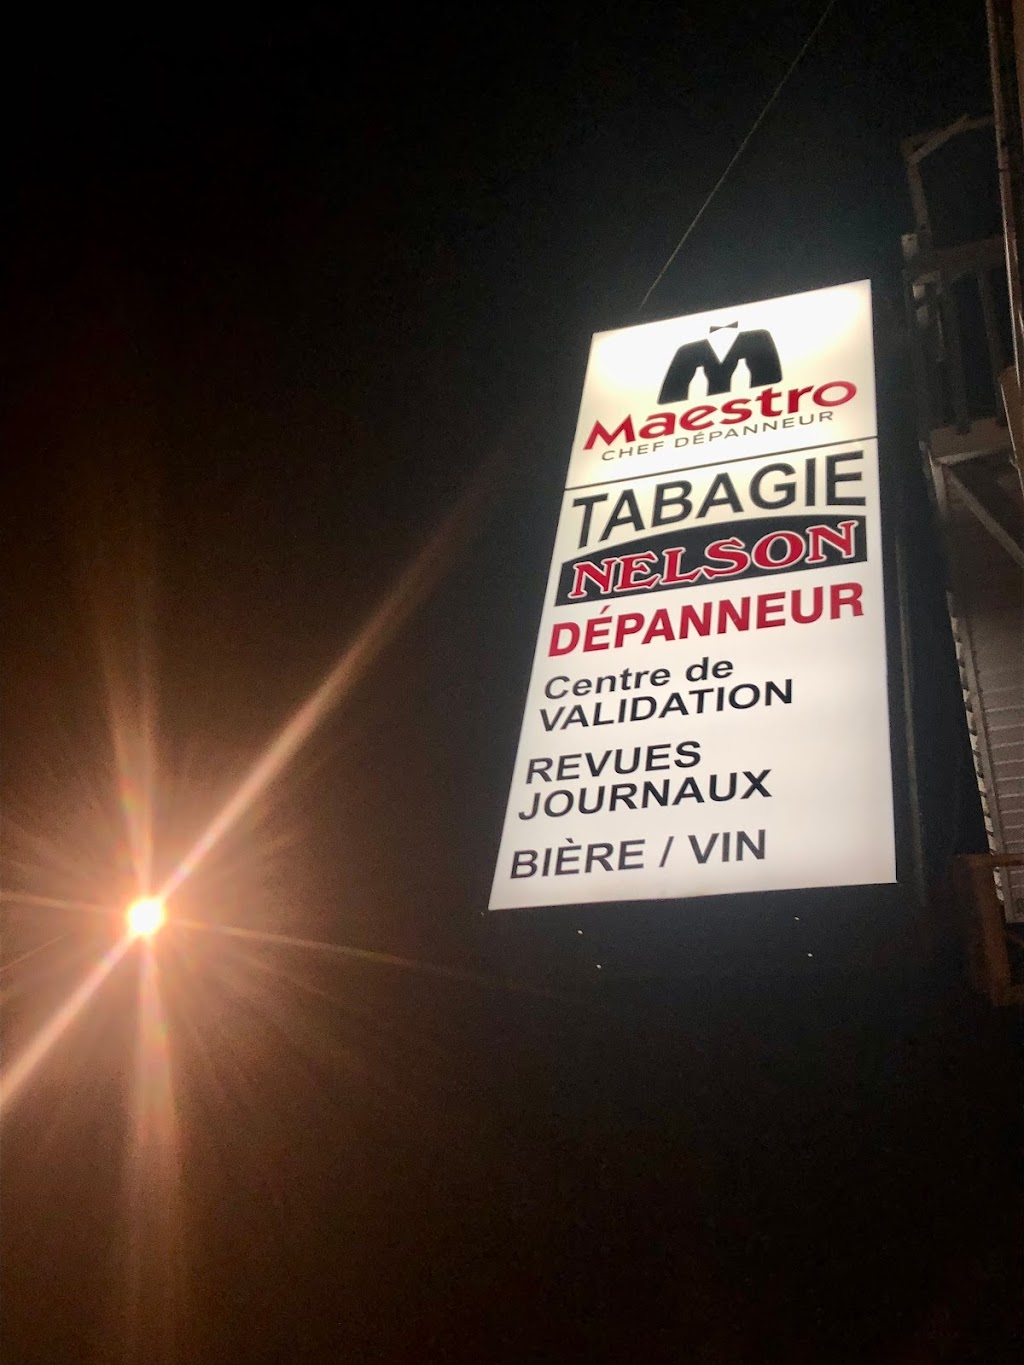 Maestro
CHEF DÉPANNEUR
TABAGIE
NELSON
DÉPANNEUR
Centre de
VALIDATION
REVUES
JOURNAUX
BIÈRE / VIN